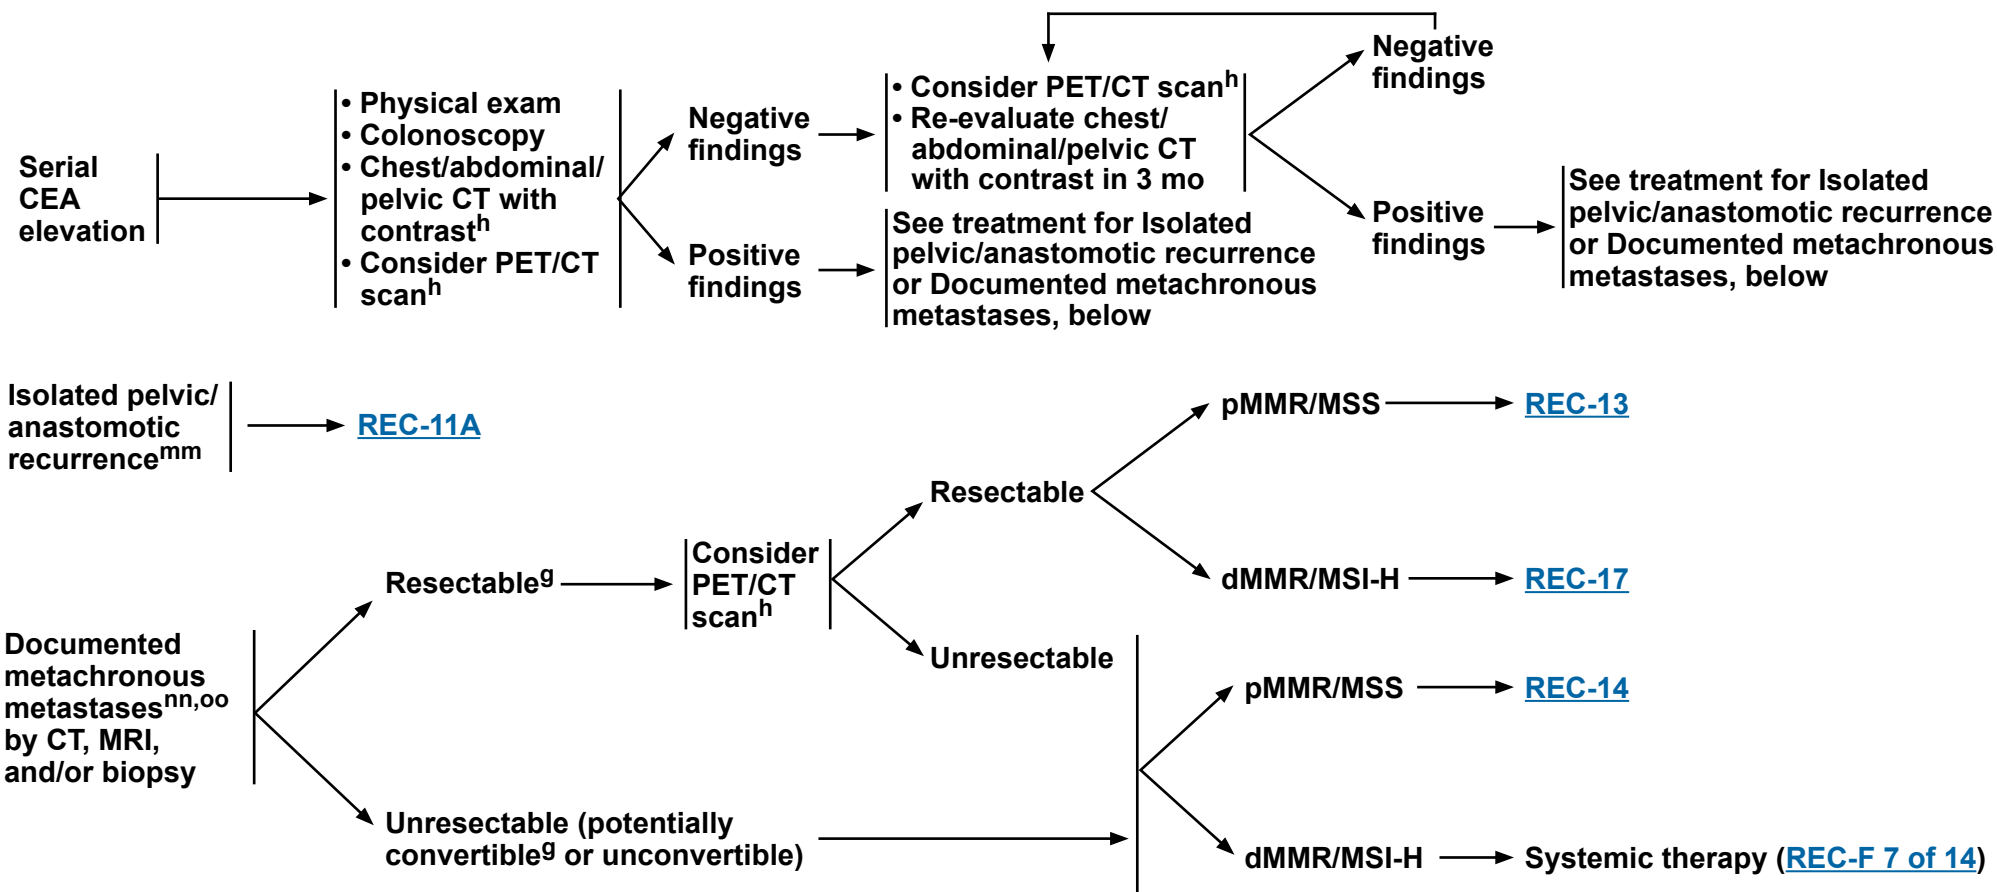 Serial
CEA
elevation
• Physical exam
• Colonoscopy
• Chest/abdominal/
pelvic CT with
contrasth
• Consider PET/CT
scanh
Negative
findings
Positive
findings
• Consider PET/CT scanh
• Re-evaluate chest/
abdominal/pelvic CT
with contrast in 3 mo
See treatment for Isolated
pelvic/anastomotic recurrence
or Documented metachronous
metastases, below
Negative
findings
Positive
findings
See treatment for Isolated
pelvic/anastomotic recurrence
or Documented metachronous
metastases, below
Isolated pelvic/
anastomotic
recurrencemm
REC-11A
Documented
metachronous
metastasesnn,oo
by CT, MRI,
and/or biopsy
Resectableg
Consider
PET/CT
scanh
Resectable
pMMR/MSS
REC-13
dMMR/MSI-H
REC-17
Unresectable
Unresectable (potentially
convertibleg or unconvertible)
pMMR/MSS
REC-14
dMMR/MSI-H
Systemic therapy (REC-F 7 of 14)